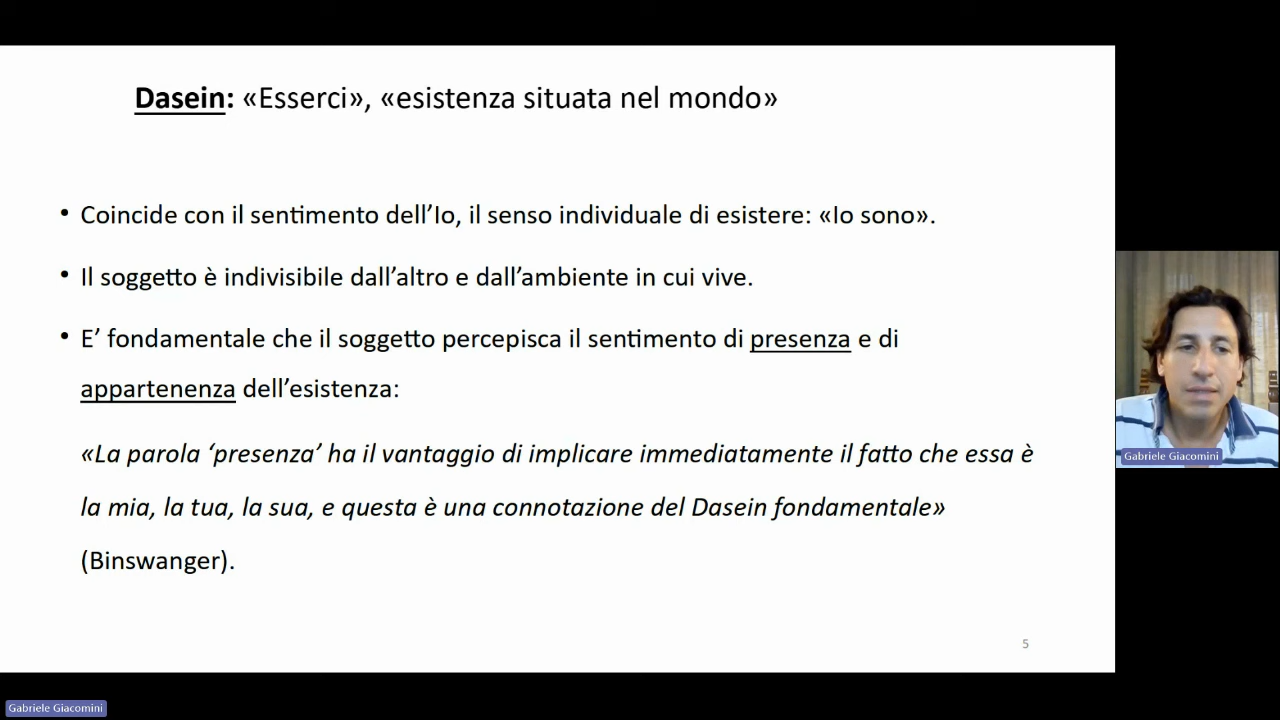 Dasein: «Esserci», «esistenza situata nel mondo»
• Coincide con il sentimento dell’Io, il senso individuale di esistere: «Io sono».
• Il soggetto è indivisibile dall’altro e dall’ambiente in cui vive.
• E’ fondamentale che il soggetto percepisca il sentimento di presenza e di
appartenenza dell’esistenza:
«La parola ‘presenza’ ha il vantaggio di implicare immediatamente il fatto che essa è
la mia, la tua, la sua, e questa è una connotazione del Dasein fondamentale»
(Binswanger).
5
Gabriele Giacomini
Gabriele Giacomini